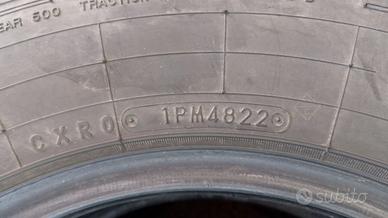 EAR 500 TRACTION
CXR0 1PM4822
subito